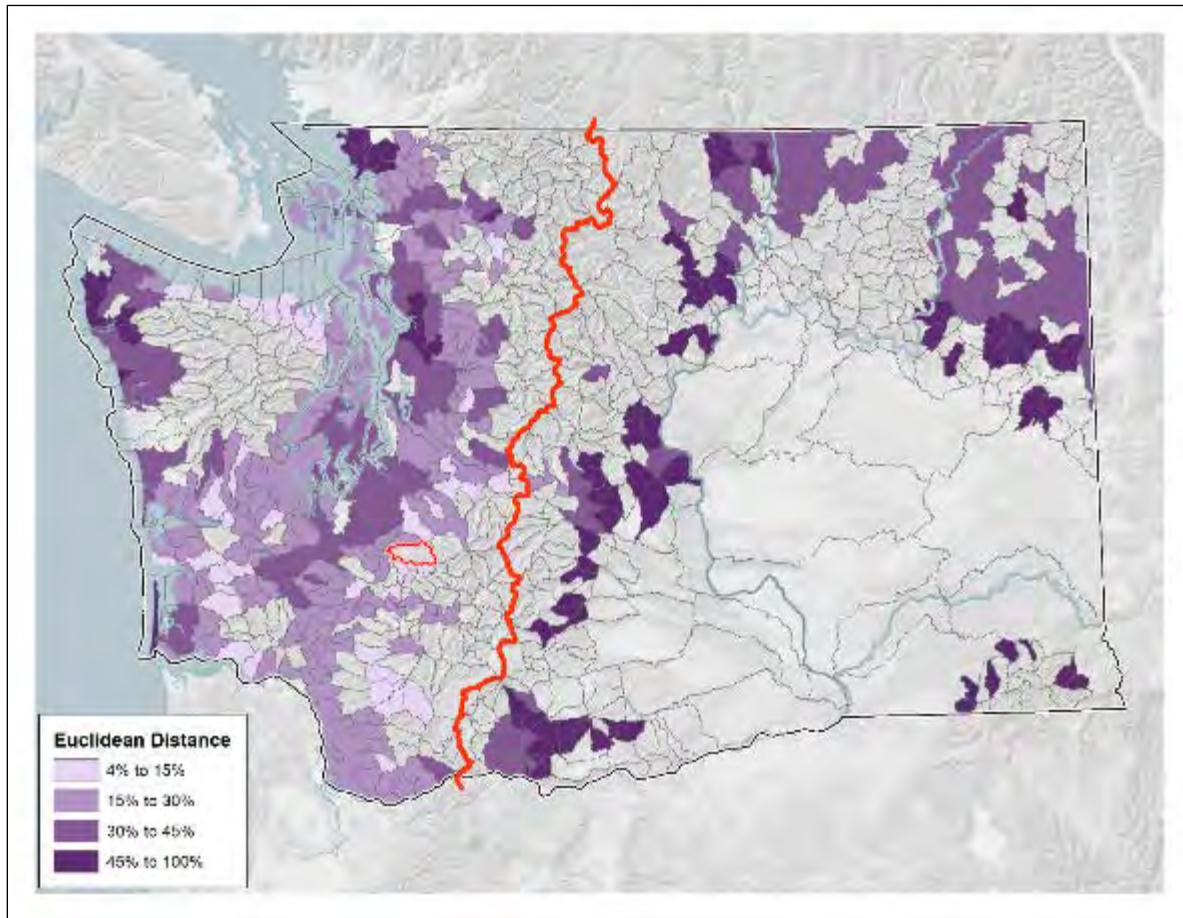 Euclidean Distance
4% to 15%
15% to 30%
30% to 45%
45% to 100%